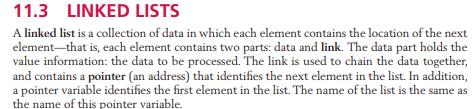 11.3 LINKED LISTS
A linked list is a collection of data in which each element contains the location of the next
element—that is, each element contains two parts: data and link. The data part holds the
value information: the data to be processed. The link is used to chain the data together,
and contains a pointer (an address) that identifies the next element in the list. In addition,
a pointer variable identifies the first element in the list. The name of the list is the same as
the name of this pointer variable.